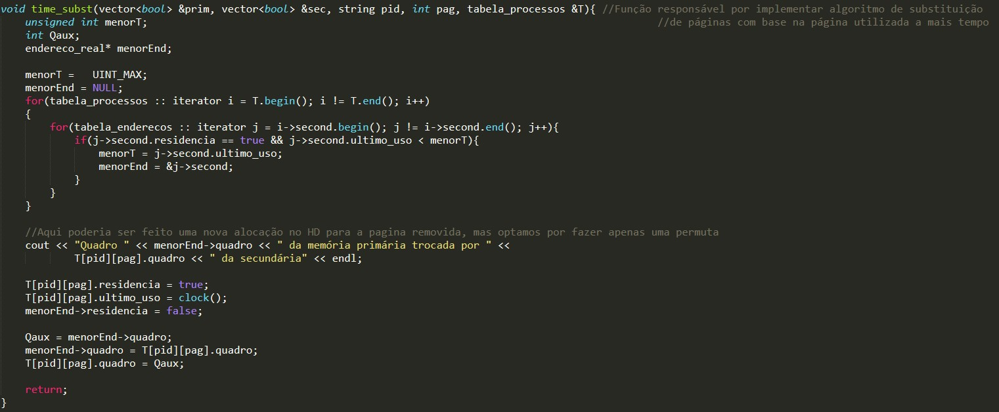 void time_subst(vector<bool> &prim, vector<bool> &sec, string pid, int pag, tabela_processos &T){ //Função responsável por implementar algoritmo de substituição
    unsigned int menorT;                                                                                   //de páginas com base na página utilizada a mais tempo
    int Qaux;
    endereco_real* menorEnd;

    menorT =   UINT_MAX;
    menorEnd = NULL;
    for(tabela_processos :: iterator i = T.begin(); i != T.end(); i++)
    {
        for(tabela_enderecos :: iterator j = i->second.begin(); j != i->second.end(); j++){
            if(j->second.residencia == true && j->second.ultimo_uso < menorT){
                menorT = j->second.ultimo_uso;
                menorEnd = &j->second;
            }
        }
    }

    //Aqui poderia ser feito uma nova alocação no HD para a pagina removida, mas optamos por fazer apenas uma permuta
    cout << "Quadro " << menorEnd->quadro << " da memória primária trocada por " <<
            T[pid][pag].quadro << " da secundária" << endl;

    T[pid][pag].residencia = true;
    T[pid][pag].ultimo_uso = clock();
    menorEnd->residencia = false;

    Qaux = menorEnd->quadro;
    menorEnd->quadro = T[pid][pag].quadro;
    T[pid][pag].quadro = Qaux;

    return;
}